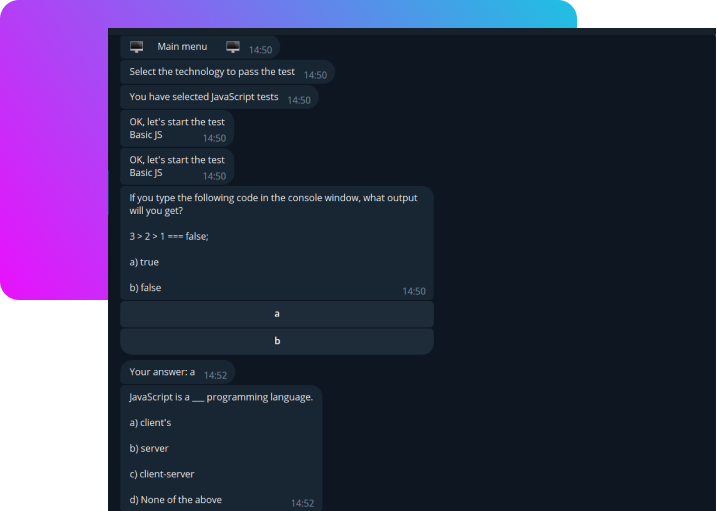 Main menu 14:50
Select the technology to pass the test 14:50
You have selected JavaScript tests 14:50
OK, let's start the test
Basic JS 14:50
OK, let's start the test
Basic JS 14:50
If you type the following code in the console window, what output
will you get?
3 > 2 > 1 === false;
a) true
b) false 14:50
a
b
Your answer: a 14:52
JavaScript is a ___ programming language.
a) client's
b) server
c) client-server
d) None of the above 14:52